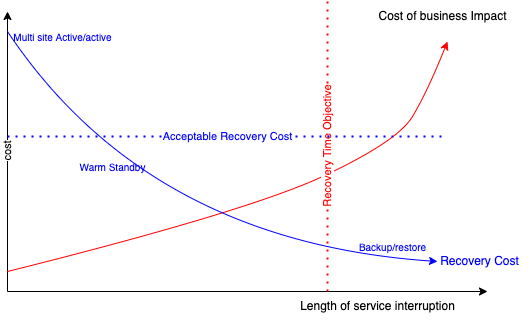 Cost of business Impact
Multi site Active/active
Recovery Time Objective
Acceptable Recovery Cost
cost
Warm Standby
Backup/restore
Recovery Cost
Length of service interruption